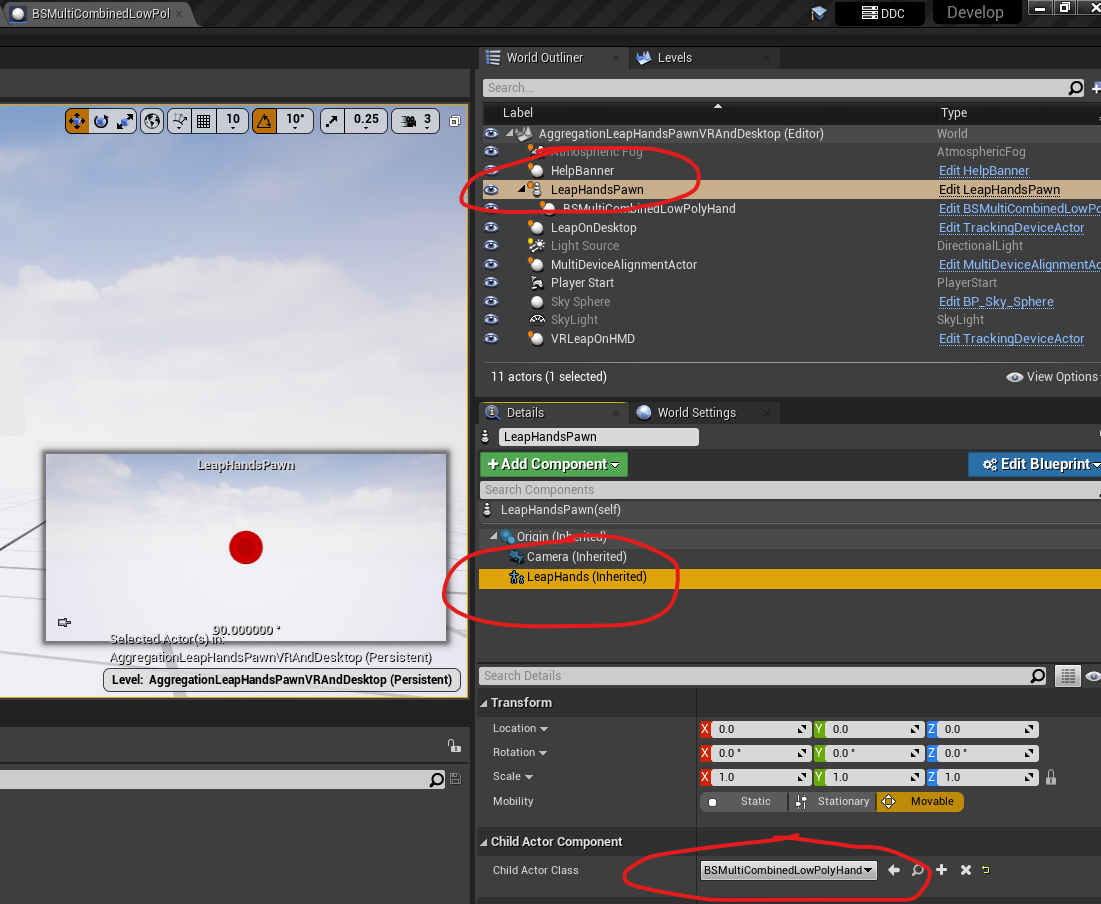 BSMultiCombinedLowPol
DDC
Develop
World Outliner
Levels
Search...
Label
Type
AggregationLeapHandsPawnVRAndDesktop (Editor)
World
Atmospheric Fog
AtmosphericFog
HelpBanner
Edit HelpBanner
LeapHandsPawn
Edit LeapHandsPawn
BSMultiCombinedLowPolyHand
Edit BSMultiCombinedLowPo
LeapOnDesktop
Edit TrackingDeviceActor
Light Source
DirectionalLight
MultiDeviceAlignmentActor
Edit MultiDeviceAlignmentAc
Player Start
PlayerStart
Sky Sphere
Edit BP_Sky_Sphere
SkyLight
SkyLight
VRLeapOnHMD
Edit TrackingDeviceActor
11 actors (1 selected)
View Options
10
10°
0.25
3
LeapHandsPawn
90.000000 °
Selected Actor(s) in:
AggregationLeapHandsPawnVRAndDesktop (Persistent)
Level: AggregationLeapHandsPawnVRAndDesktop (Persistent)
Details
World Settings
LeapHandsPawn
+Add Component
Edit Blueprint
Search Components
LeapHandsPawn(self)
Origin (Inherited)
Camera (Inherited)
LeapHands (Inherited)
Search Details
Transform
Location
X 0.0 Y 0.0 Z 0.0
Rotation
X 0.0 ° Y 0.0 ° Z 0.0 °
Scale
X 1.0 Y 1.0 Z 1.0
Mobility
Static
Stationary
Movable
Child Actor Component
Child Actor Class
BSMultiCombinedLowPolyHand